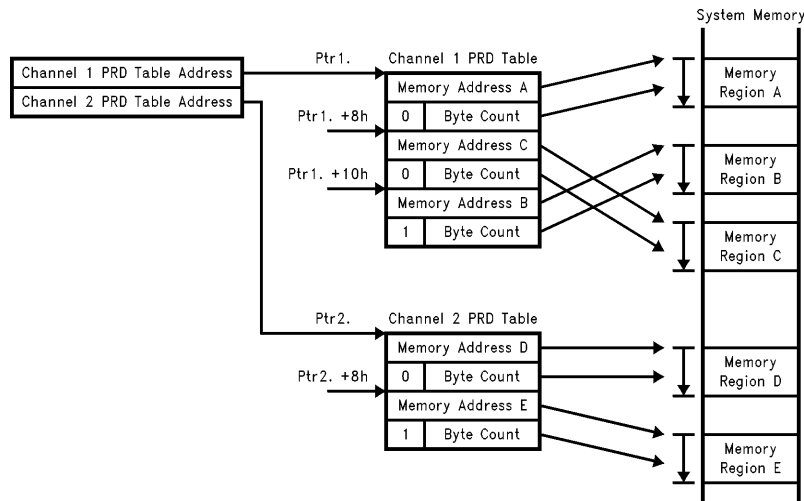 System Memory
Ptr1. Channel 1 PRD Table
Channel 1 PRD Table Address
Channel 2 PRD Table Address
Memory Address A
Ptr1. +8h
0 Byte Count
Memory Address C
Ptr1. +10h
0 Byte Count
Memory Address B
1 Byte Count
Memory
Region A
Memory
Region B
Memory
Region C
Ptr2. Channel 2 PRD Table
Memory Address D
Ptr2. +8h
0 Byte Count
Memory Address E
1 Byte Count
Memory
Region D
Memory
Region E